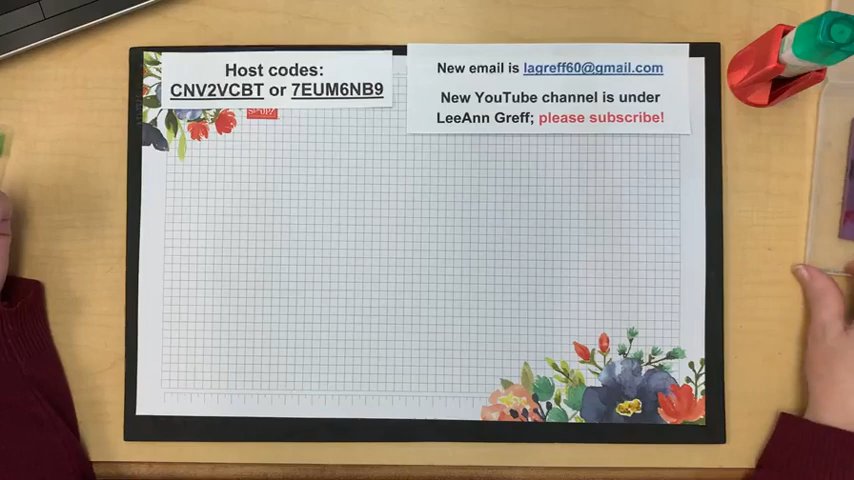 Host codes:
CNV2VCBT or 7EUM6NB9
New email is lagreff60@gmail.com
New YouTube channel is under
LeeAnn Greff; please subscribe!